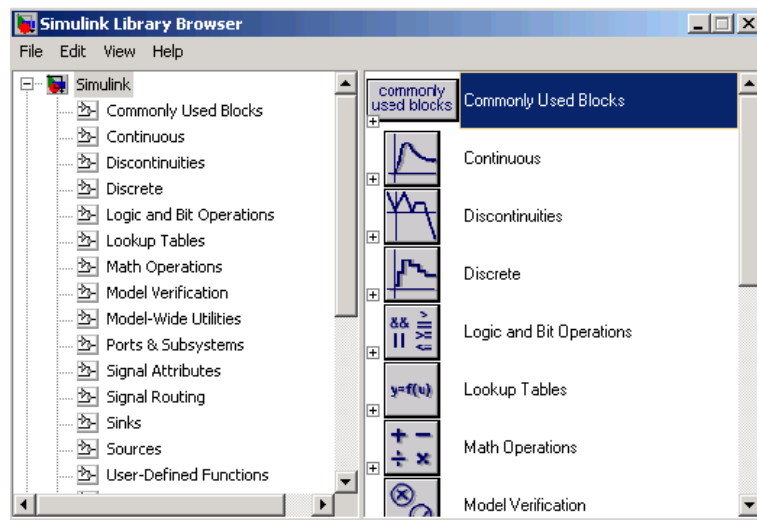 Simulink Library Browser
File Edit View Help
Simulink
Commonly Used Blocks
Continuous
Discontinuities
Discrete
Logic and Bit Operations
Lookup Tables
Math Operations
Model Verification
Model-Wide Utilities
Ports & Subsystems
Signal Attributes
Signal Routing
Sinks
Sources
User-Defined Functions
commonly
used blocks
Commonly Used Blocks
Continuous
Discontinuities
Discrete
&& > >=
|| <=
Logic and Bit Operations
y=f(u)
Lookup Tables
+ −
÷ ×
Math Operations
Model Verification